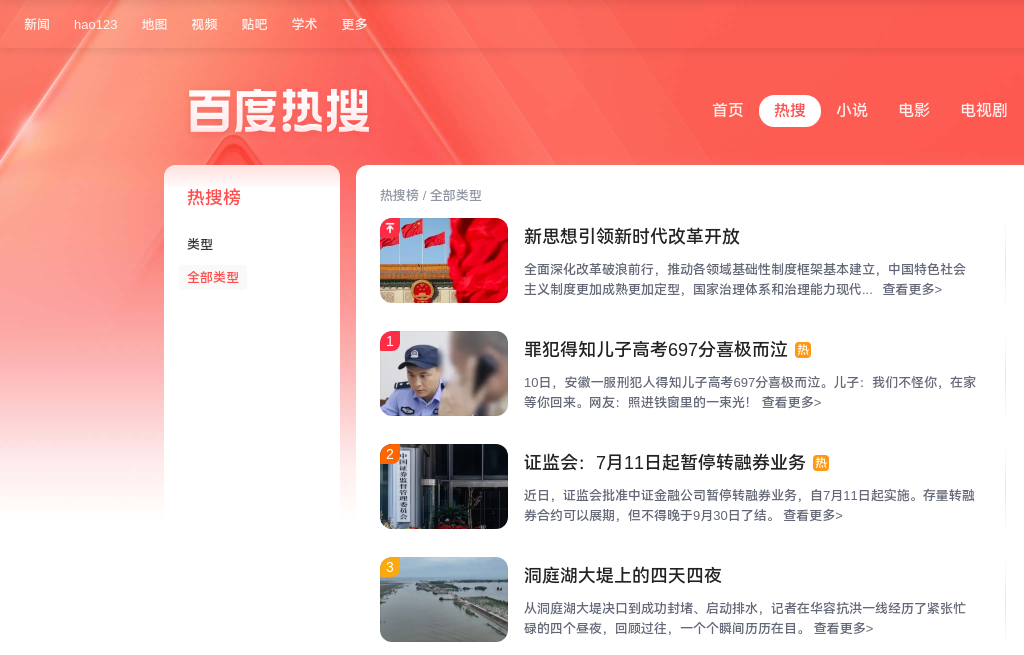 新闻 hao123 地图 视频 贴吧 学术 更多
百度热搜
首页 热搜 小说 电影 电视剧
热搜榜
类型
全部类型
热搜榜 / 全部类型
新思想引领新时代改革开放
全面深化改革破浪前行，推动各领域基础性制度框架基本建立，中国特色社会
主义制度更加成熟更加定型，国家治理体系和治理能力现代... 查看更多>
1
罪犯得知儿子高考697分喜极而泣 热
10日，安徽一服刑犯人得知儿子高考697分喜极而泣。儿子：我们不怪你，在家
等你回来。网友：照进铁窗里的一束光！ 查看更多>
2
中国证券监督管理委员会
证监会：7月11日起暂停转融券业务 热
近日，证监会批准中证金融公司暂停转融券业务，自7月11日起实施。存量转融
券合约可以展期，但不得晚于9月30日了结。 查看更多>
3
洞庭湖大堤上的四天四夜
从洞庭湖大堤决口到成功封堵、启动排水，记者在华容抗洪一线经历了紧张忙
碌的四个昼夜，回顾过往，一个个瞬间历历在目。 查看更多>